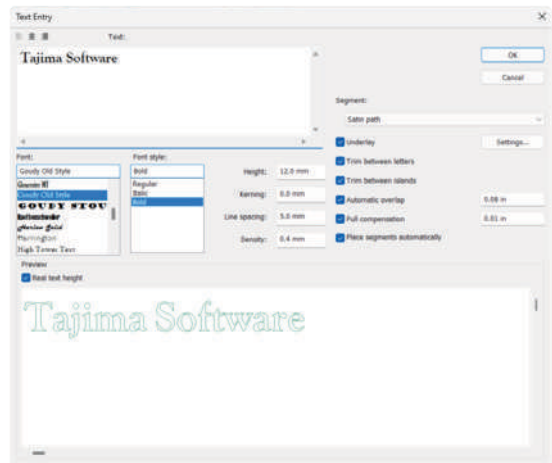 Text Entry
Text:
Tajima Software
OK
Cancel
Segment:
Satin path
Underlay
Settings...
Trim between letters
Trim between islands
Automatic overlap
0.08 in
Pull compensation
0.01 in
Place segments automatically
Font:
Goudy Old Style
Goudy Old Style
GOUDY STOU
Harlow Solid
Harrington
High Tower Text
Font style:
Bold
Regular
Italic
Bold
Height: 12.0 mm
Kerning: 0.0 mm
Line spacing: 5.0 mm
Density: 0.4 mm
Preview
Real text height
Tajima Software